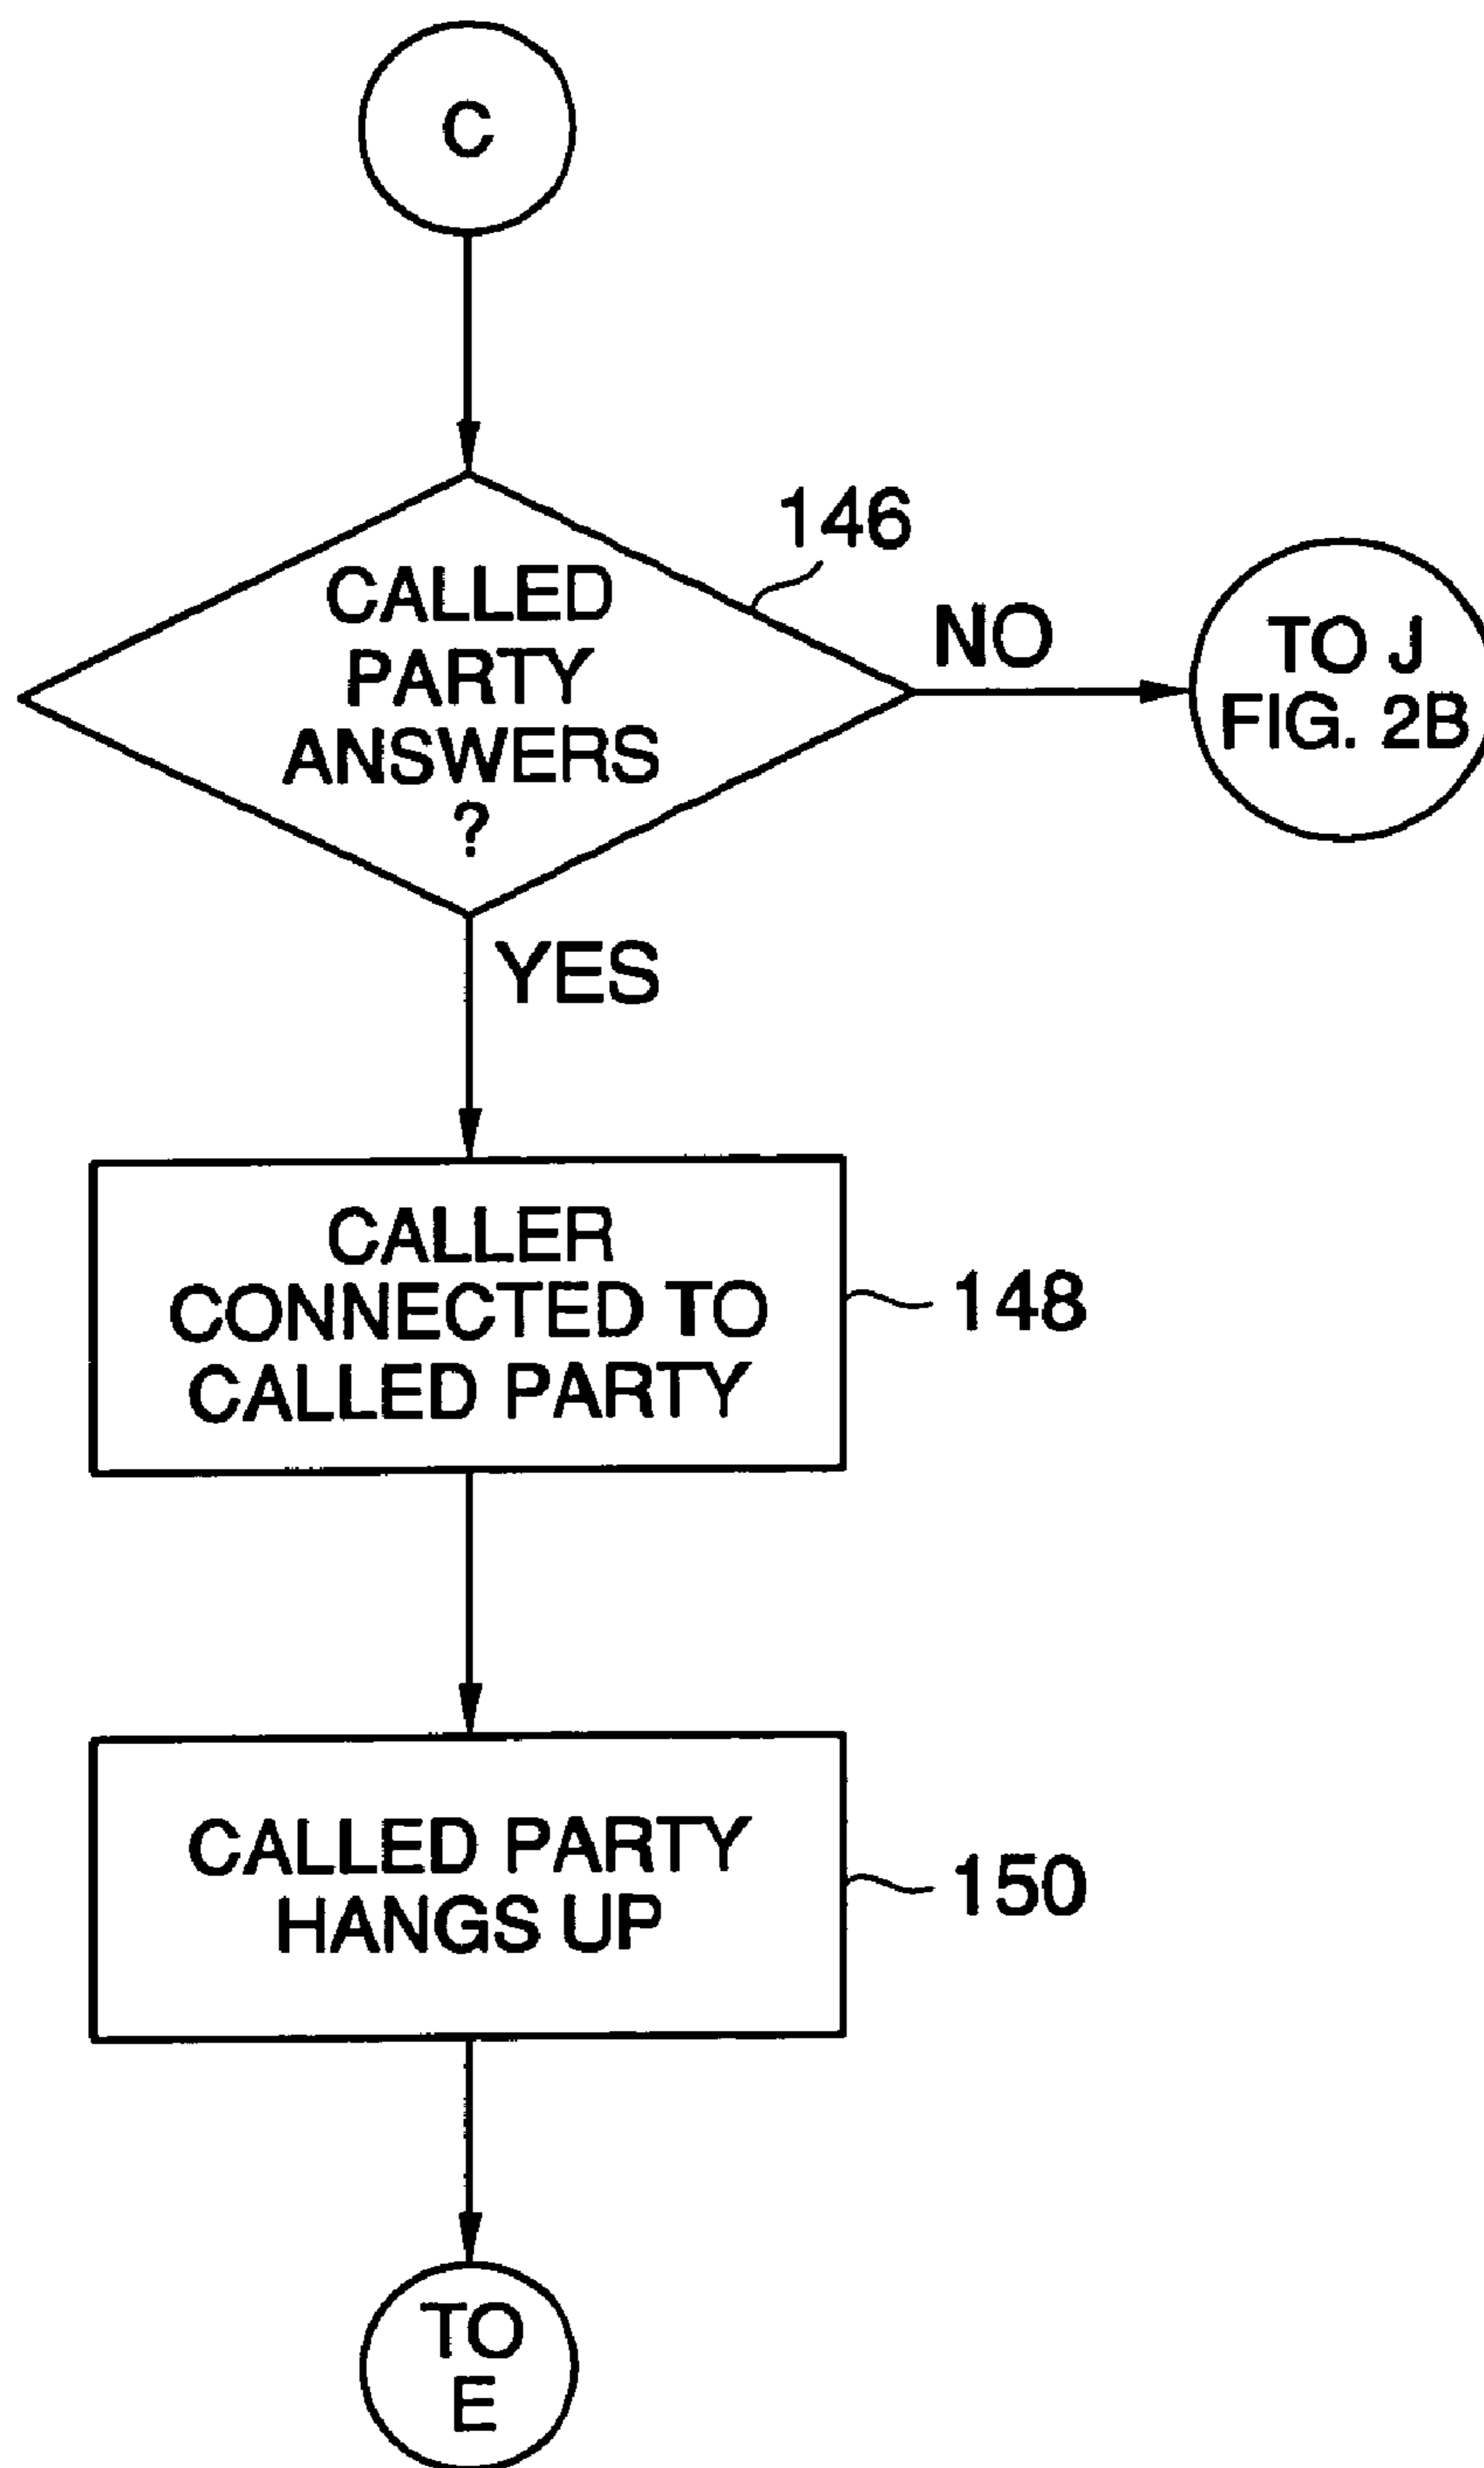 C
146
CALLED
PARTY
ANSWERS
?
NO
TO J
FIG. 2B
YES
CALLER
CONNECTED TO
CALLED PARTY
148
CALLED PARTY
HANGS UP
150
TO
E